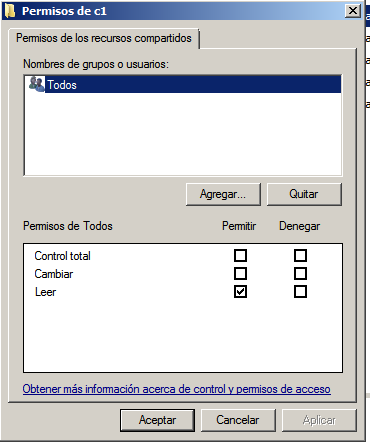 Permisos de c1
Permisos de los recursos compartidos
Nombres de grupos o usuarios:
Todos
Agregar...
Quitar
Permisos de Todos
Permitir
Denegar
Control total
Cambiar
Leer
Obtener más información acerca de control y permisos de acceso
Aceptar
Cancelar
Aplicar